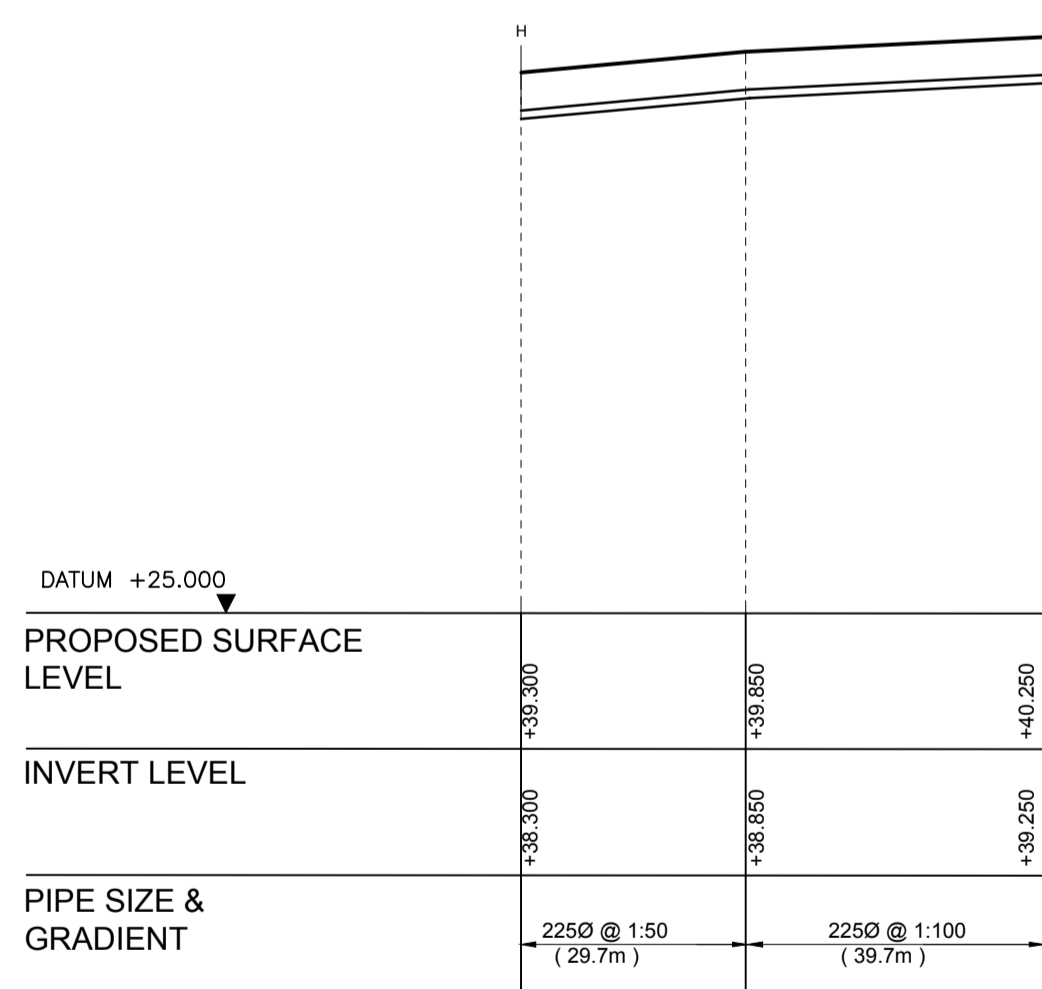 H
DATUM +25.000
PROPOSED SURFACE
LEVEL
+39.300
+39.850
+40.250
INVERT LEVEL
+38.300
+38.850
+39.250
PIPE SIZE &
GRADIENT
225Ø @ 1:50
( 29.7m )
225Ø @ 1:100
( 39.7m )